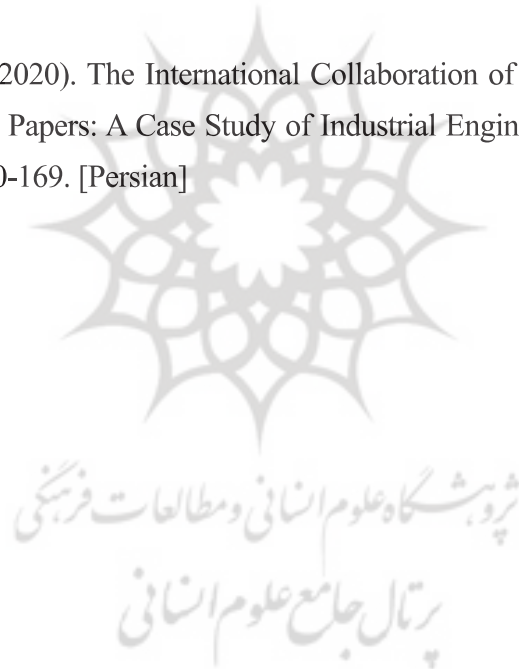 2020). The International Collaboration of
Papers: A Case Study of Industrial Engin
0-169. [Persian]
پژوهشگاه علوم انسانی و مطالعات فرهنگی
پرتال جامع علوم انسانی